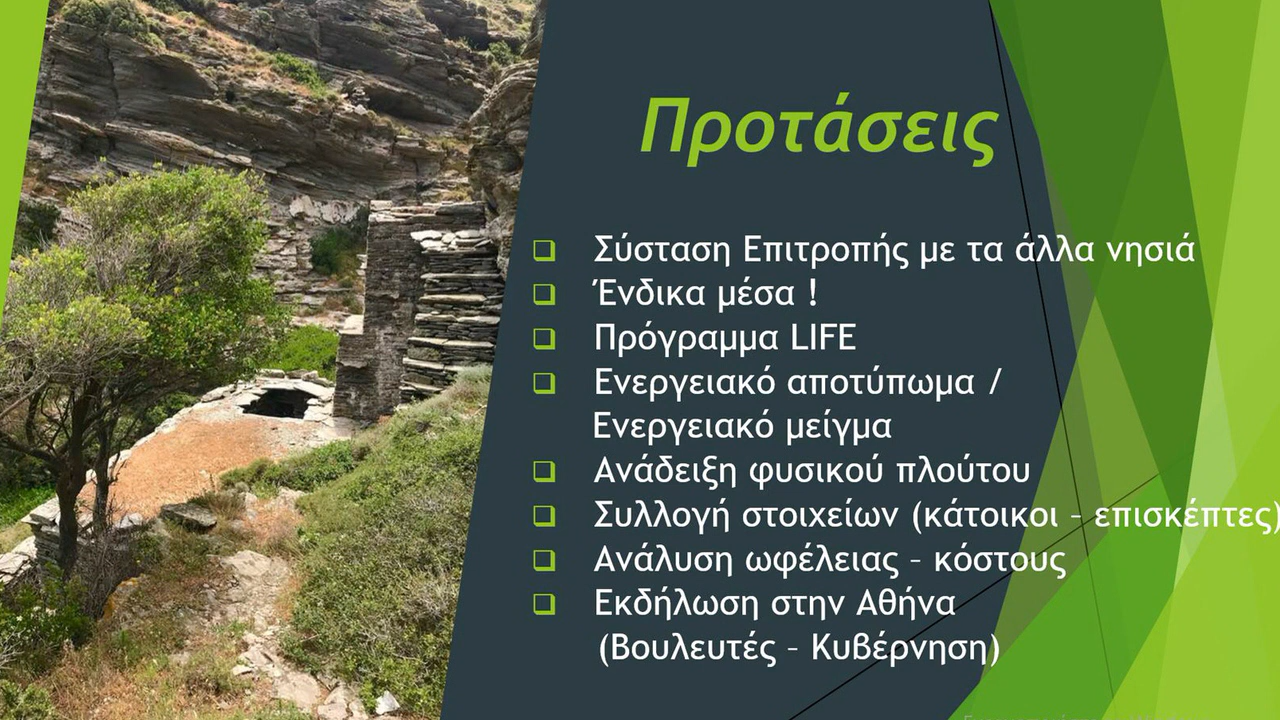 Προτάσεις
Σύσταση Επιτροπής με τα άλλα νησιά
Ένδικα μέσα !
Πρόγραμμα LIFE
Ενεργειακό αποτύπωμα /
Ενεργειακό μείγμα
Ανάδειξη φυσικού πλούτου
Συλλογή στοιχείων (κάτοικοι – επισκέπτες)
Ανάλυση ωφέλειας – κόστους
Εκδήλωση στην Αθήνα
(Βουλευτές – Κυβέρνηση)